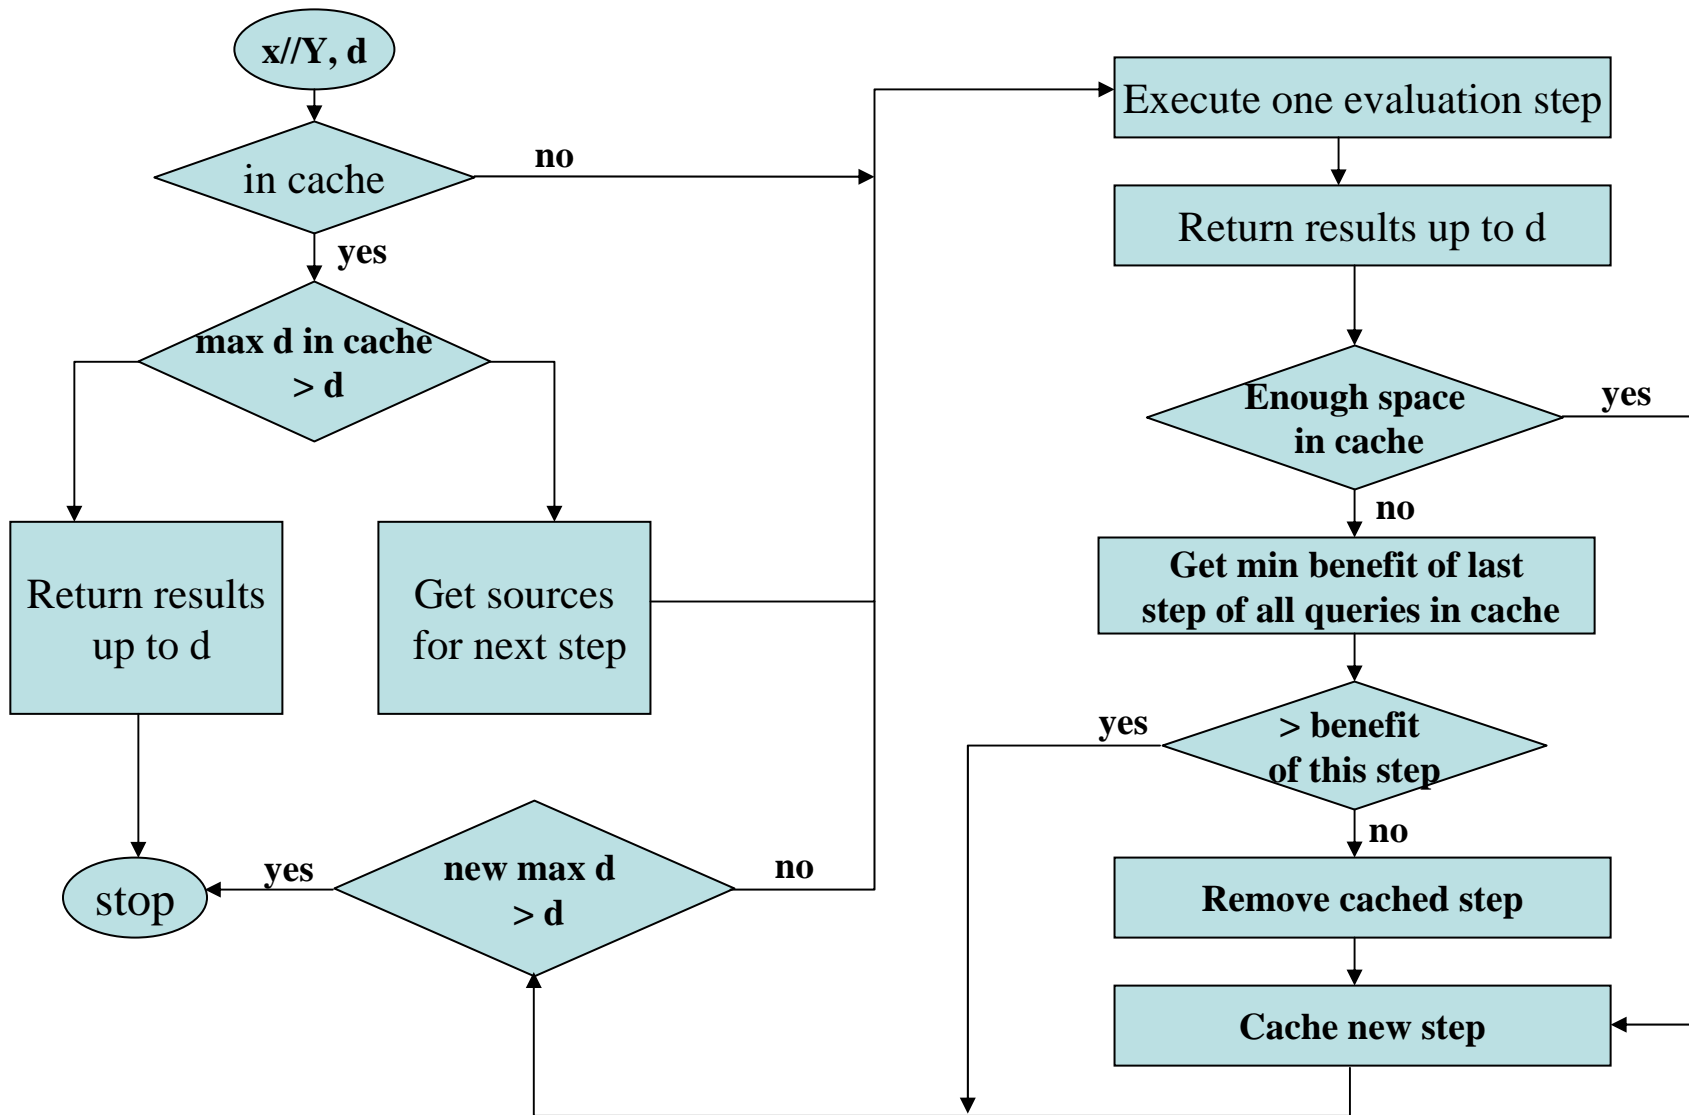 x//Y, d
in cache
no
yes
max d in cache
> d
Return results
up to d
Get sources
for next step
stop
yes
new max d
> d
no
Execute one evaluation step
Return results up to d
Enough space
in cache
yes
no
Get min benefit of last
step of all queries in cache
yes
> benefit
of this step
no
Remove cached step
Cache new step